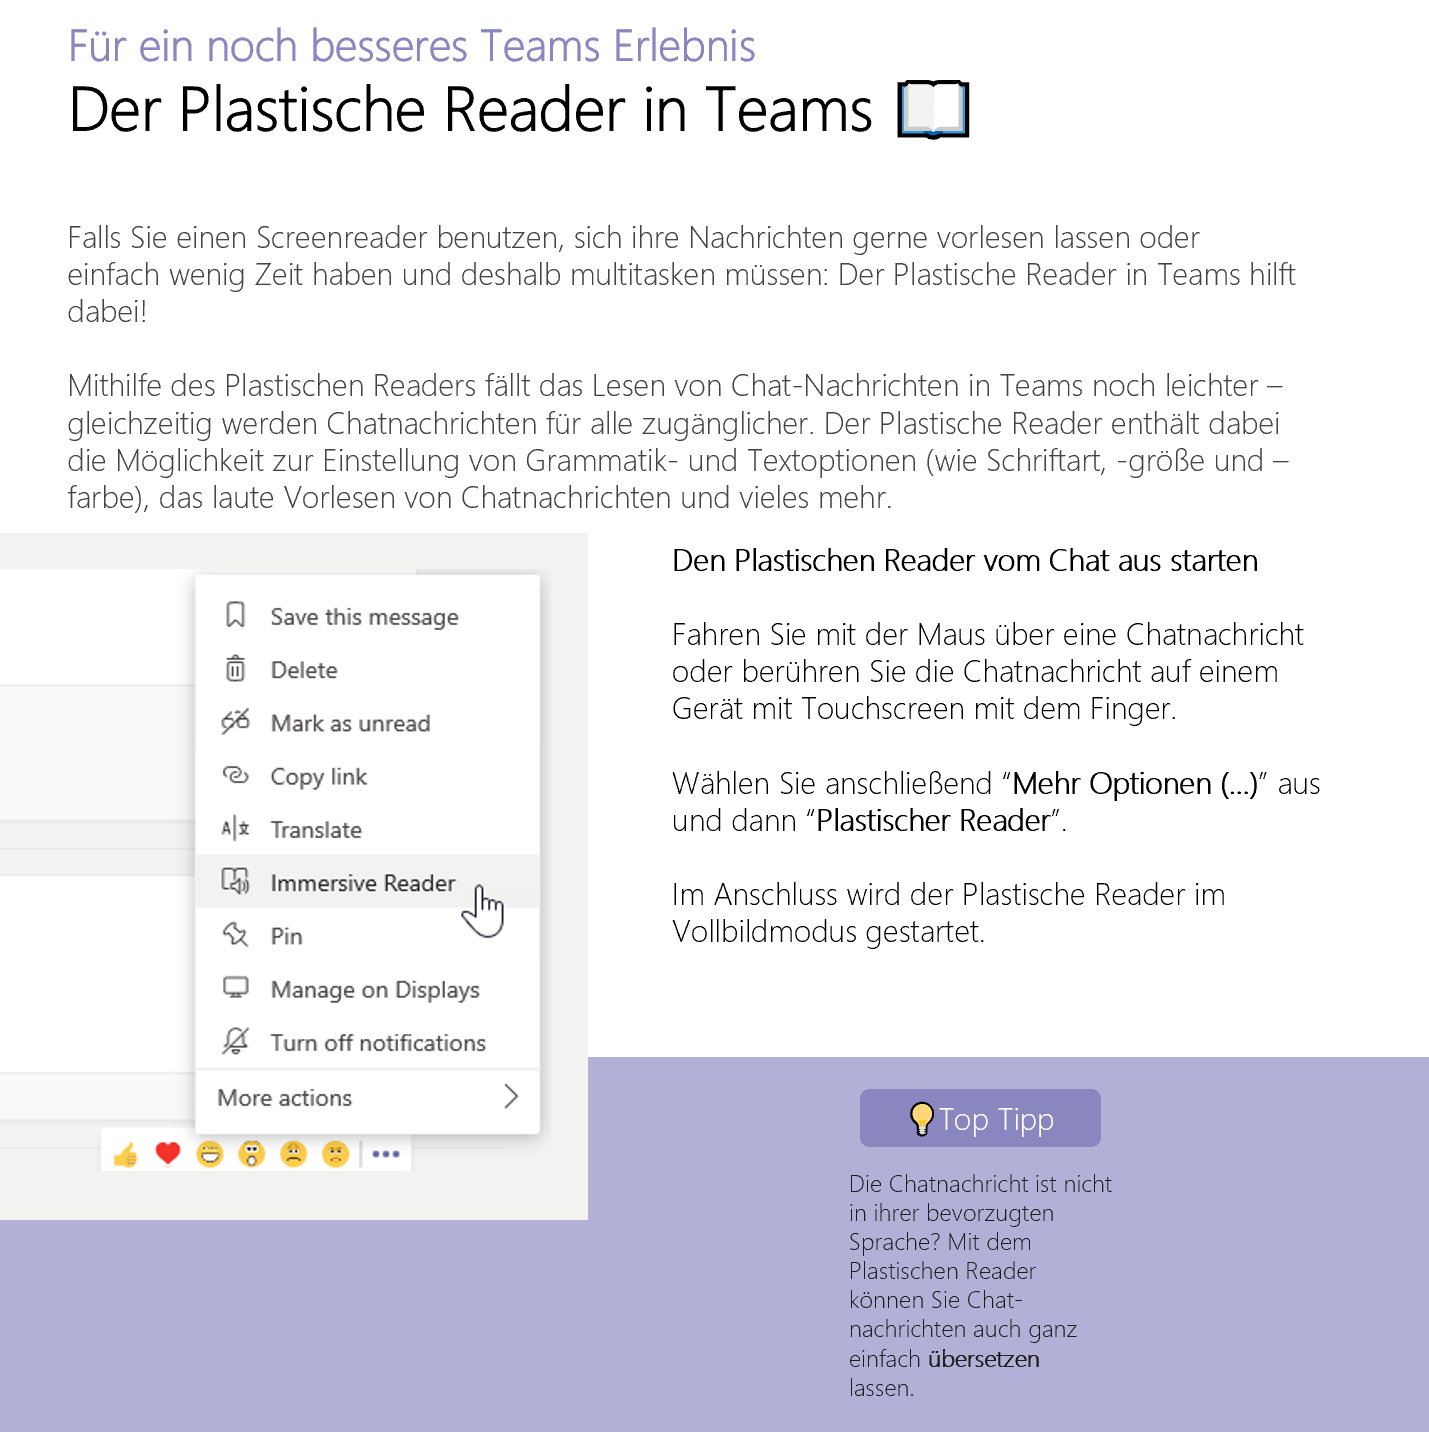 Für ein noch besseres Teams Erlebnis
Der Plastische Reader in Teams
Falls Sie einen Screenreader benutzen, sich ihre Nachrichten gerne vorlesen lassen oder
einfach wenig Zeit haben und deshalb multitasken müssen: Der Plastische Reader in Teams hilft
dabei!
Mithilfe des Plastischen Readers fällt das Lesen von Chat-Nachrichten in Teams noch leichter –
gleichzeitig werden Chatnachrichten für alle zugänglicher. Der Plastische Reader enthält dabei
die Möglichkeit zur Einstellung von Grammatik- und Textoptionen (wie Schriftart, -größe und –
farbe), das laute Vorlesen von Chatnachrichten und vieles mehr.
Save this message
Delete
Mark as unread
Copy link
Translate
Immersive Reader
Pin
Manage on Displays
Turn off notifications
More actions
Den Plastischen Reader vom Chat aus starten
Fahren Sie mit der Maus über eine Chatnachricht
oder berühren Sie die Chatnachricht auf einem
Gerät mit Touchscreen mit dem Finger.
Wählen Sie anschließend “Mehr Optionen (...)” aus
und dann “Plastischer Reader”.
Im Anschluss wird der Plastische Reader im
Vollbildmodus gestartet.
Top Tipp
Die Chatnachricht ist nicht
in ihrer bevorzugten
Sprache? Mit dem
Plastischen Reader
können Sie Chat-
nachrichten auch ganz
einfach übersetzen
lassen.